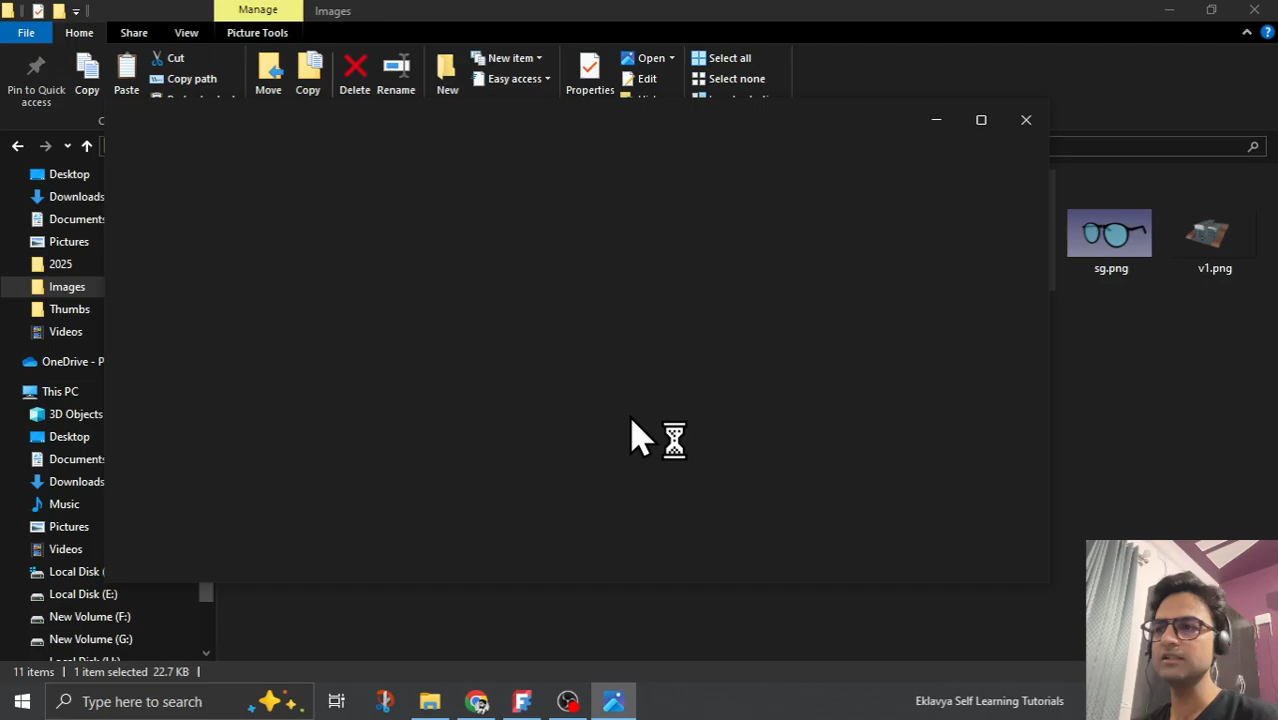 Manage
Images
File
Home
Share
View
Picture Tools
Pin to Quick
access
Copy
Paste
Cut
Copy path
Move
Copy
Delete
Rename
New
New item
Easy access
Properties
Open
Edit
Select all
Select none
Desktop
Downloads
Documents
Pictures
2025
Images
Thumbs
Videos
OneDrive - P
This PC
3D Objects
Desktop
Documents
Downloads
Music
Pictures
Videos
Local Disk (
Local Disk (E:)
New Volume (F:)
New Volume (G:)
sg.png
v1.png
11 items
1 item selected 22.7 KB
Type here to search
Eklavya Self Learning Tutorials